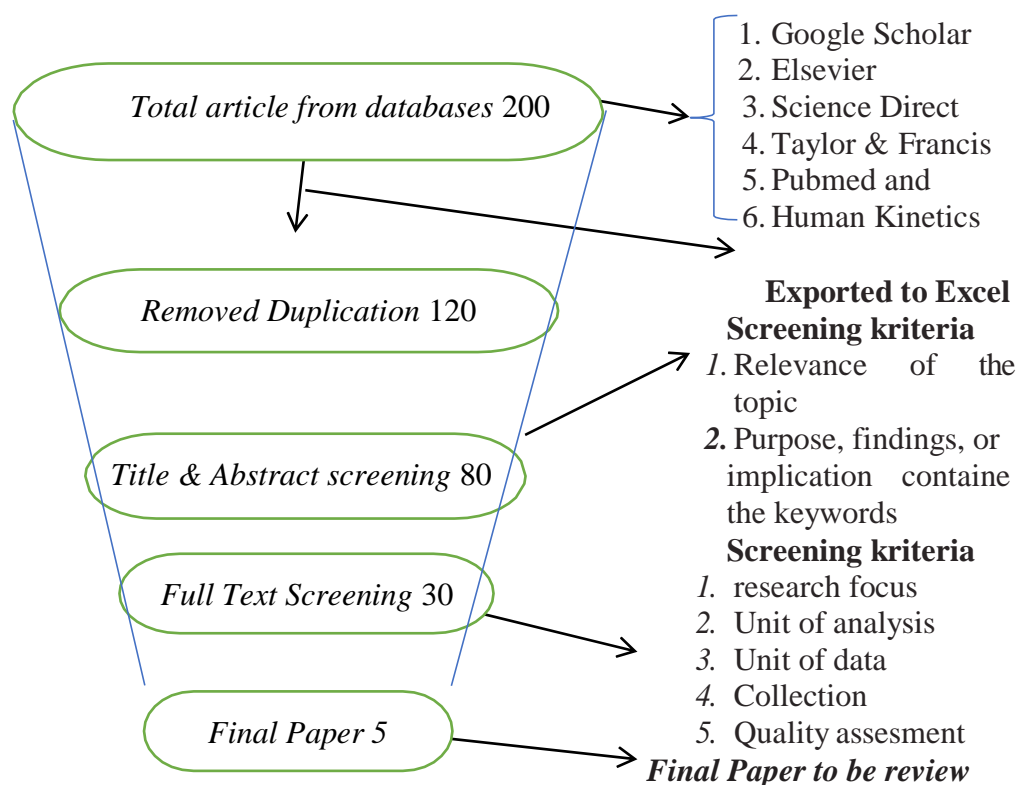 Total article from databases 200
1. Google Scholar
2. Elsevier
3. Science Direct
4. Taylor & Francis
5. Pubmed and
6. Human Kinetics
Removed Duplication 120
Exported to Excel
Title & Abstract screening 80
Screening kriteria
1. Relevance of the
topic
2. Purpose, findings, or
implication containe
the keywords
Full Text Screening 30
Screening kriteria
1. research focus
2. Unit of analysis
3. Unit of data
4. Collection
5. Quality assesment
Final Paper 5
Final Paper to be review